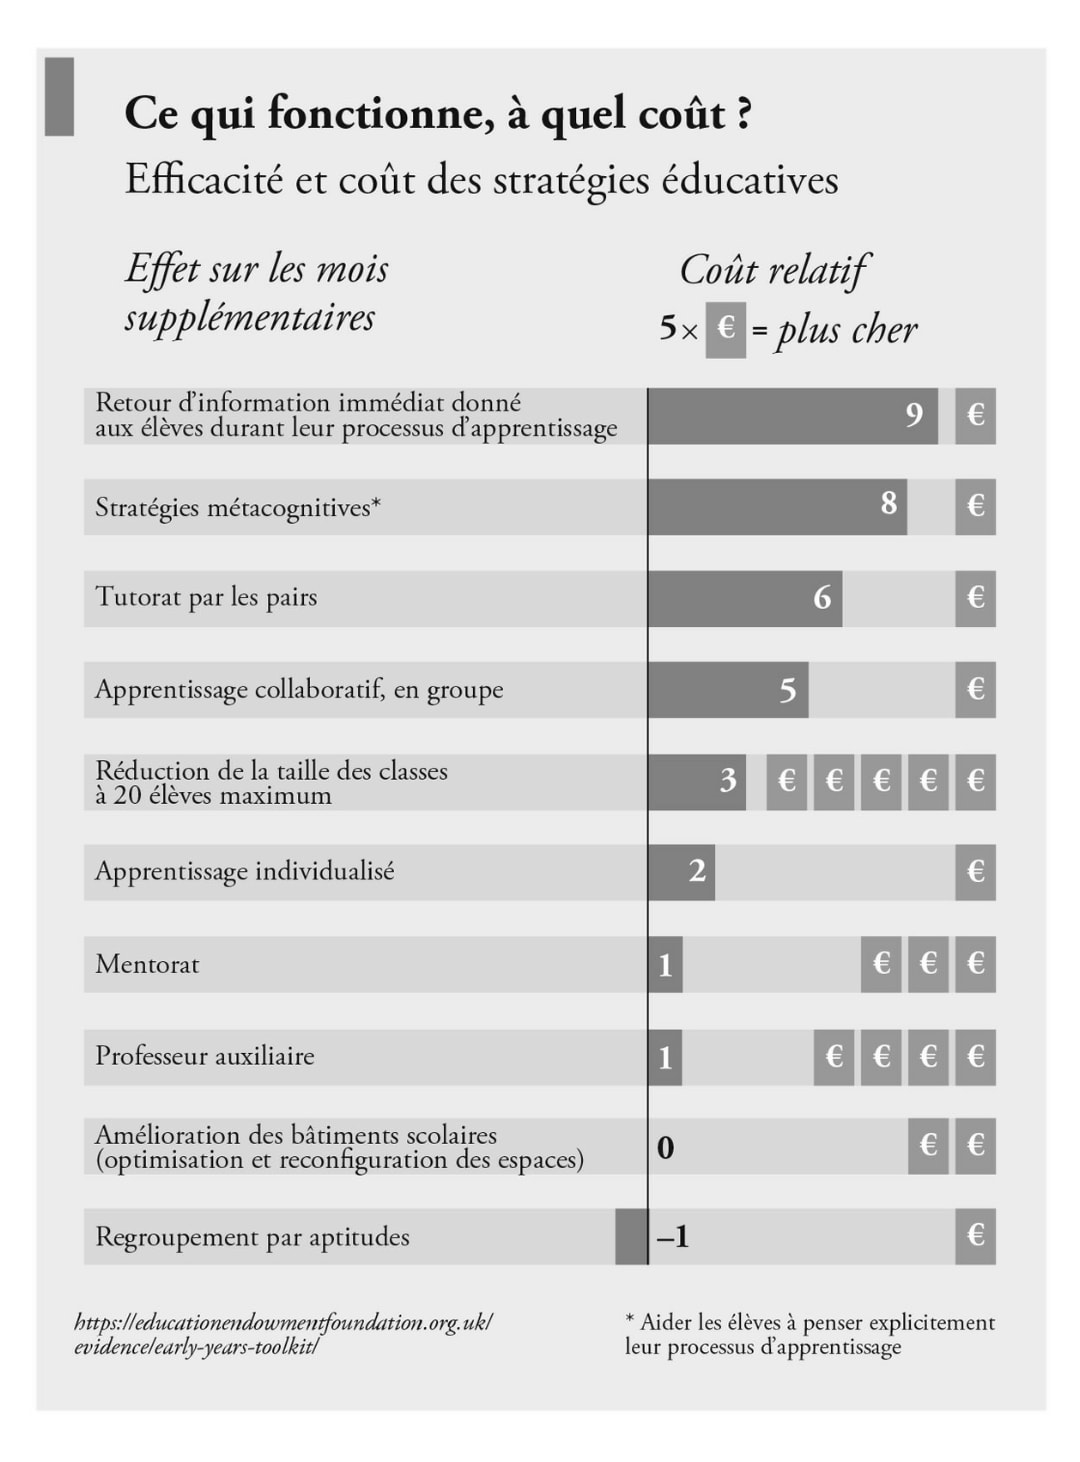 Ce qui fonctionne, à quel coût ?
Efficacité et coût des stratégies éducatives
Effet sur les mois
supplémentaires
Coût relatif
5× € = plus cher
Retour d’information immédiat donné
aux élèves durant leur processus d’apprentissage
9 €
Stratégies métacognitives*
8 €
Tutorat par les pairs
6 €
Apprentissage collaboratif, en groupe
5 €
Réduction de la taille des classes
à 20 élèves maximum
3 € € € € €
Apprentissage individualisé
2 €
Mentorat
1 € € €
Professeur auxiliaire
1 € € € €
Amélioration des bâtiments scolaires
(optimisation et reconfiguration des espaces)
0 € €
Regroupement par aptitudes
–1 €
https://educationendowmentfoundation.org.uk/
evidence/early-years-toolkit/
* Aider les élèves à penser explicitement
leur processus d’apprentissage